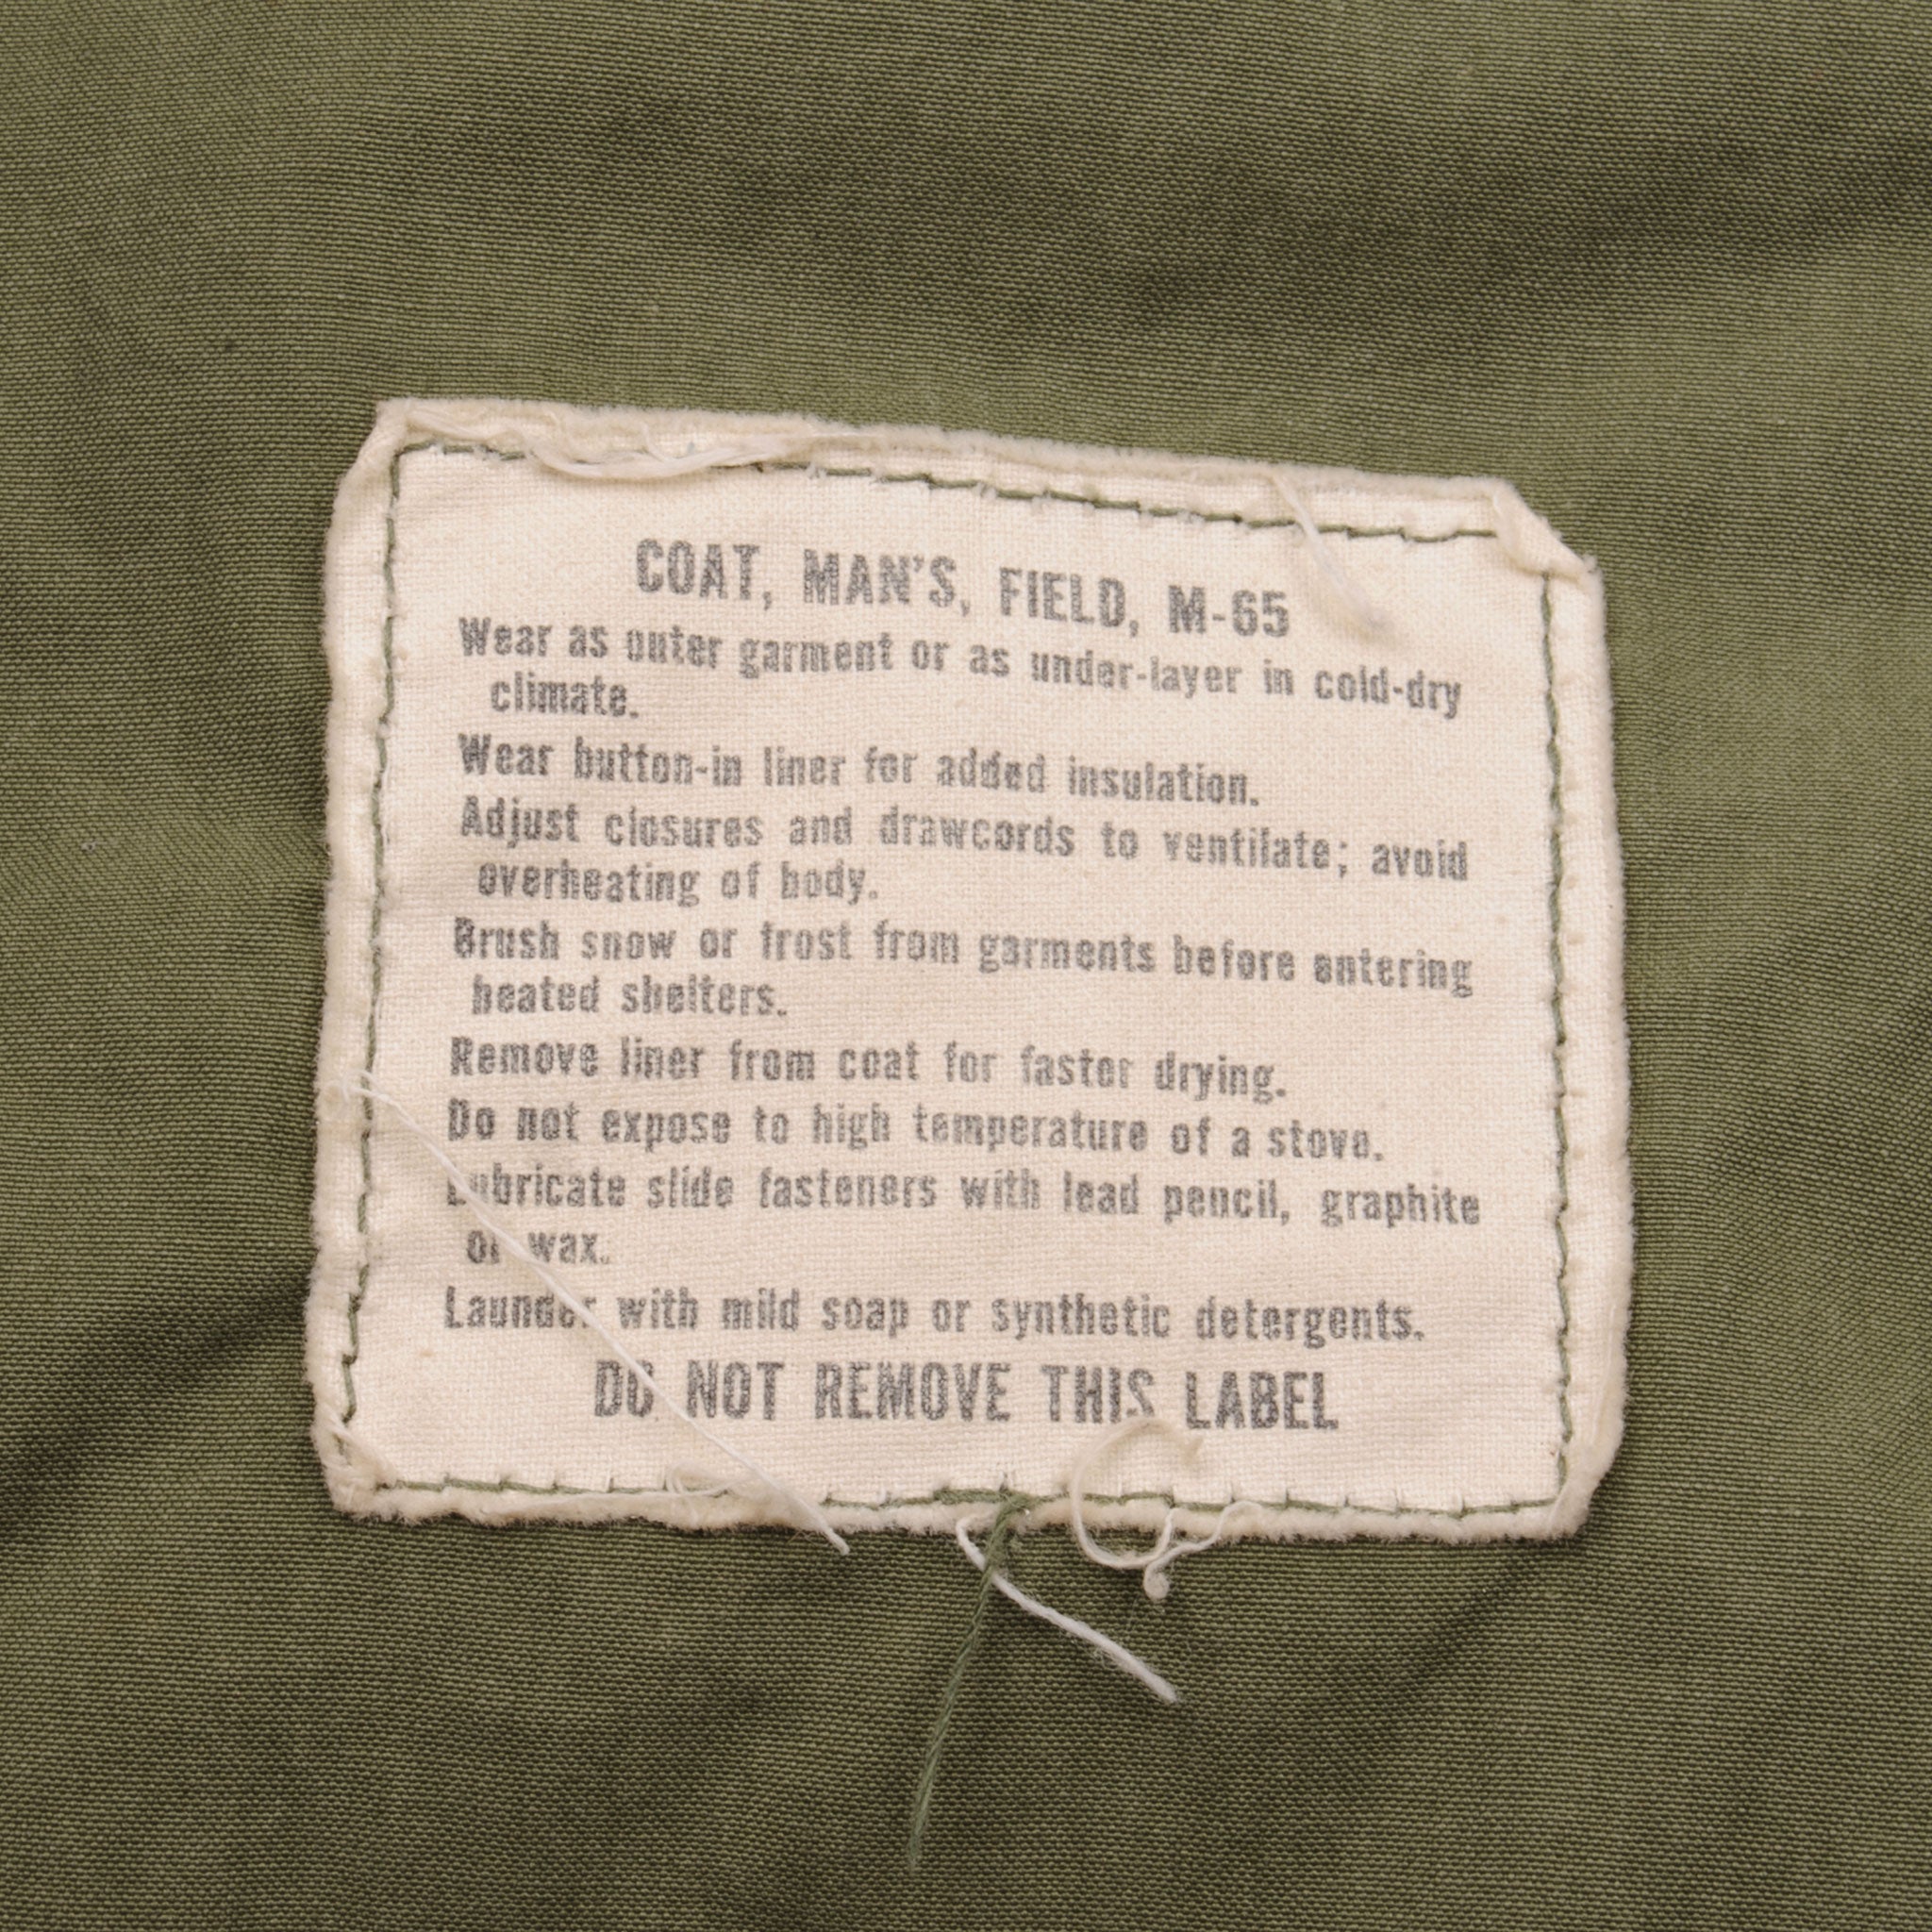 COAT, MAN'S, FIELD, M-65
Wear as outer garment or as under-layer in cold-dry
climate.
Wear button-in liner for added insulation.
Adjust closures and drawcords to ventilate; avoid
overheating of body.
Brush snow or frost from garments before entering
heated shelters.
Remove liner from coat for faster drying.
Do not expose to high temperature of a stove.
Lubricate slide fasteners with lead pencil, graphite
or wax.
Launder with mild soap or synthetic detergents.
DO NOT REMOVE THIS LABEL